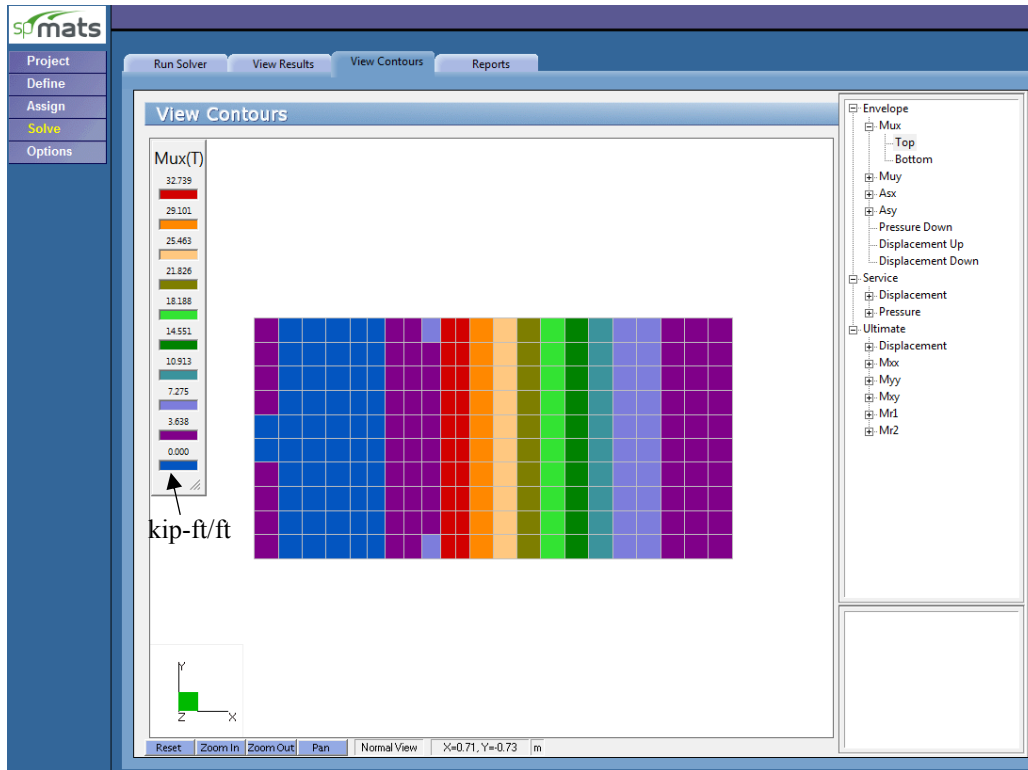 spmats
Project
Define
Assign
Solve
Options
Run Solver View Results View Contours Reports
View Contours
Mux(T)
32.739
29.101
25.463
21.826
18.188
14.551
10.913
7.275
3.638
0.000
kip-ft/ft
Y
Z X
Reset Zoom In Zoom Out Pan Normal View X=0.71, Y=-0.73 m
Envelope
Mux
Top
Bottom
Muy
Asx
Asy
Pressure Down
Displacement Up
Displacement Down
Service
Displacement
Pressure
Ultimate
Displacement
Mxx
Myy
Mxy
Mr1
Mr2